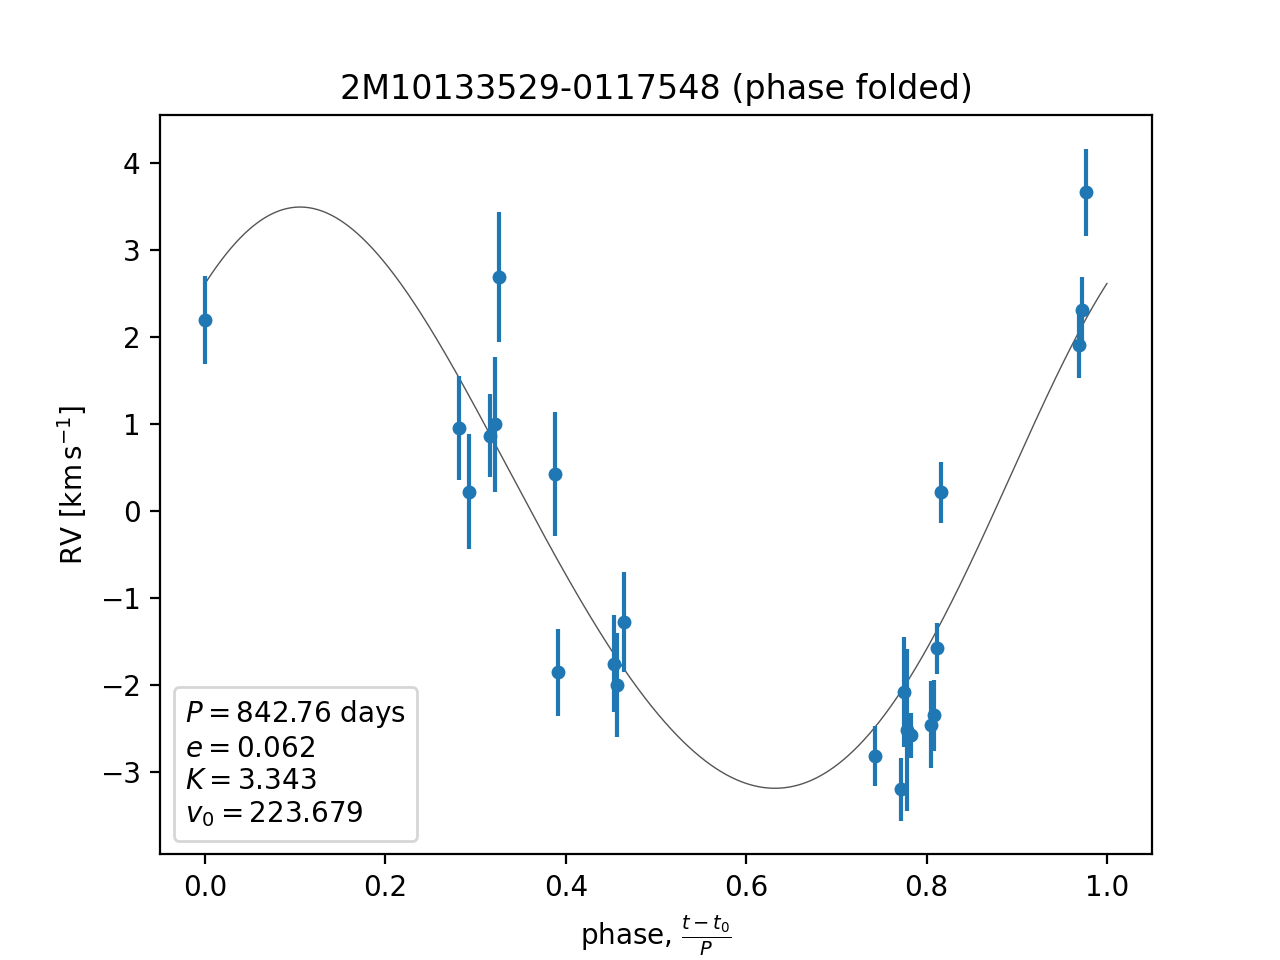 2M10133529-0117548 (phase folded)
RV [km s⁻¹]
4
3
2
1
0
−1
−2
−3
P = 842.76 days
e = 0.062
K = 3.343
v₀ = 223.679
0.0 0.2 0.4 0.6 0.8 1.0
phase, (t − t₀)/P